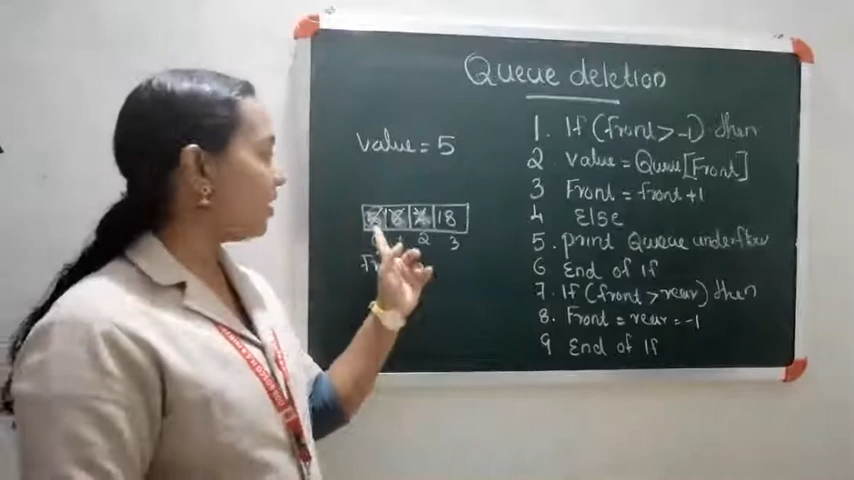 Queue deletion
value = 5
18
2 3
1. If (front > -1) then
2. value = Queue [Front]
3 Front = front + 1
4 else
5. print Queue underflow
6 End of if
7 If (front > rear) then
8. Front = rear = -1
9 End of if